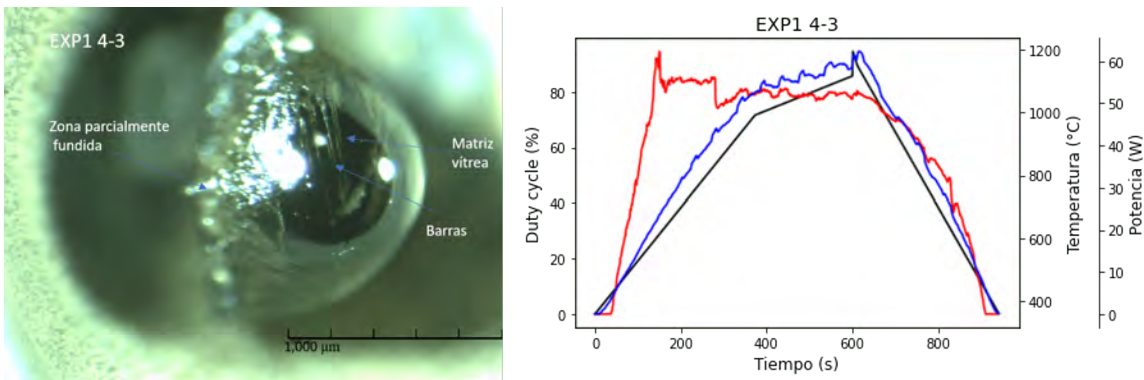 EXP1 4-3
Zona parcialmente
fundida
Matriz
vítrea
Barras
1,000 µm
EXP1 4-3
Duty cycle (%)
80
60
40
20
0
0
200
400
600
800
Tiempo (s)
1200
1000
800
600
400
Temperatura (°C)
60
50
40
30
20
10
0
Potencia (W)